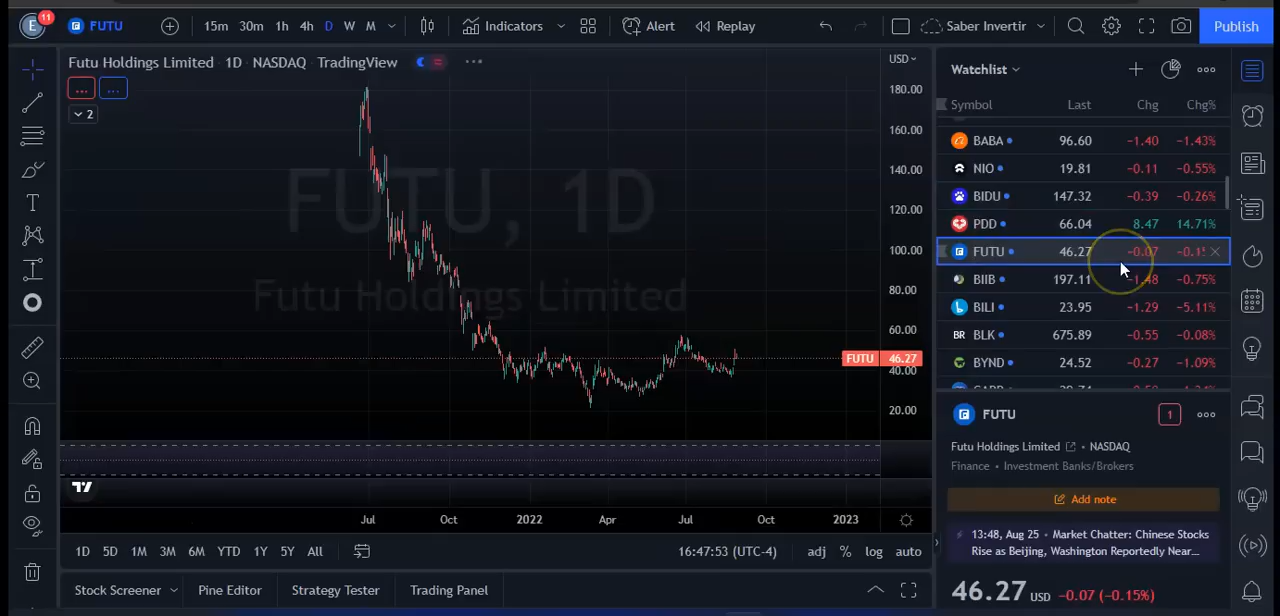 E 11 FUTU 15m 30m 1h 4h D W M Indicators Alert Replay Saber Invertir Publish
Futu Holdings Limited · 1D · NASDAQ · TradingView
... ...
2
FUTU, 1D
Futu Holdings Limited
USD
180.00
160.00
140.00
120.00
100.00
80.00
60.00
FUTU 46.27
40.00
20.00
Jul Oct 2022 Apr Jul Oct 2023
1D 5D 1M 3M 6M YTD 1Y 5Y All 16:47:53 (UTC-4) adj % log auto
Stock Screener Pine Editor Strategy Tester Trading Panel
Watchlist
Symbol Last Chg Chg%
BABA 96.60 −1.40 −1.43%
NIO 19.81 −0.11 −0.55%
BIDU 147.32 −0.39 −0.26%
PDD 66.04 8.47 14.71%
FUTU 46.27 −0.07
BIIB 197.11 −1.48 −0.75%
BILI 23.95 −1.29 −5.11%
BR BLK 675.89 −0.55 −0.08%
BYND 24.52 −0.27 −1.09%
FUTU 1
Futu Holdings Limited • NASDAQ
Finance • Investment Banks/Brokers
Add note
13:48, Aug 25 • Market Chatter: Chinese Stocks
Rise as Beijing, Washington Reportedly Near...
46.27 USD −0.07 (−0.15%)